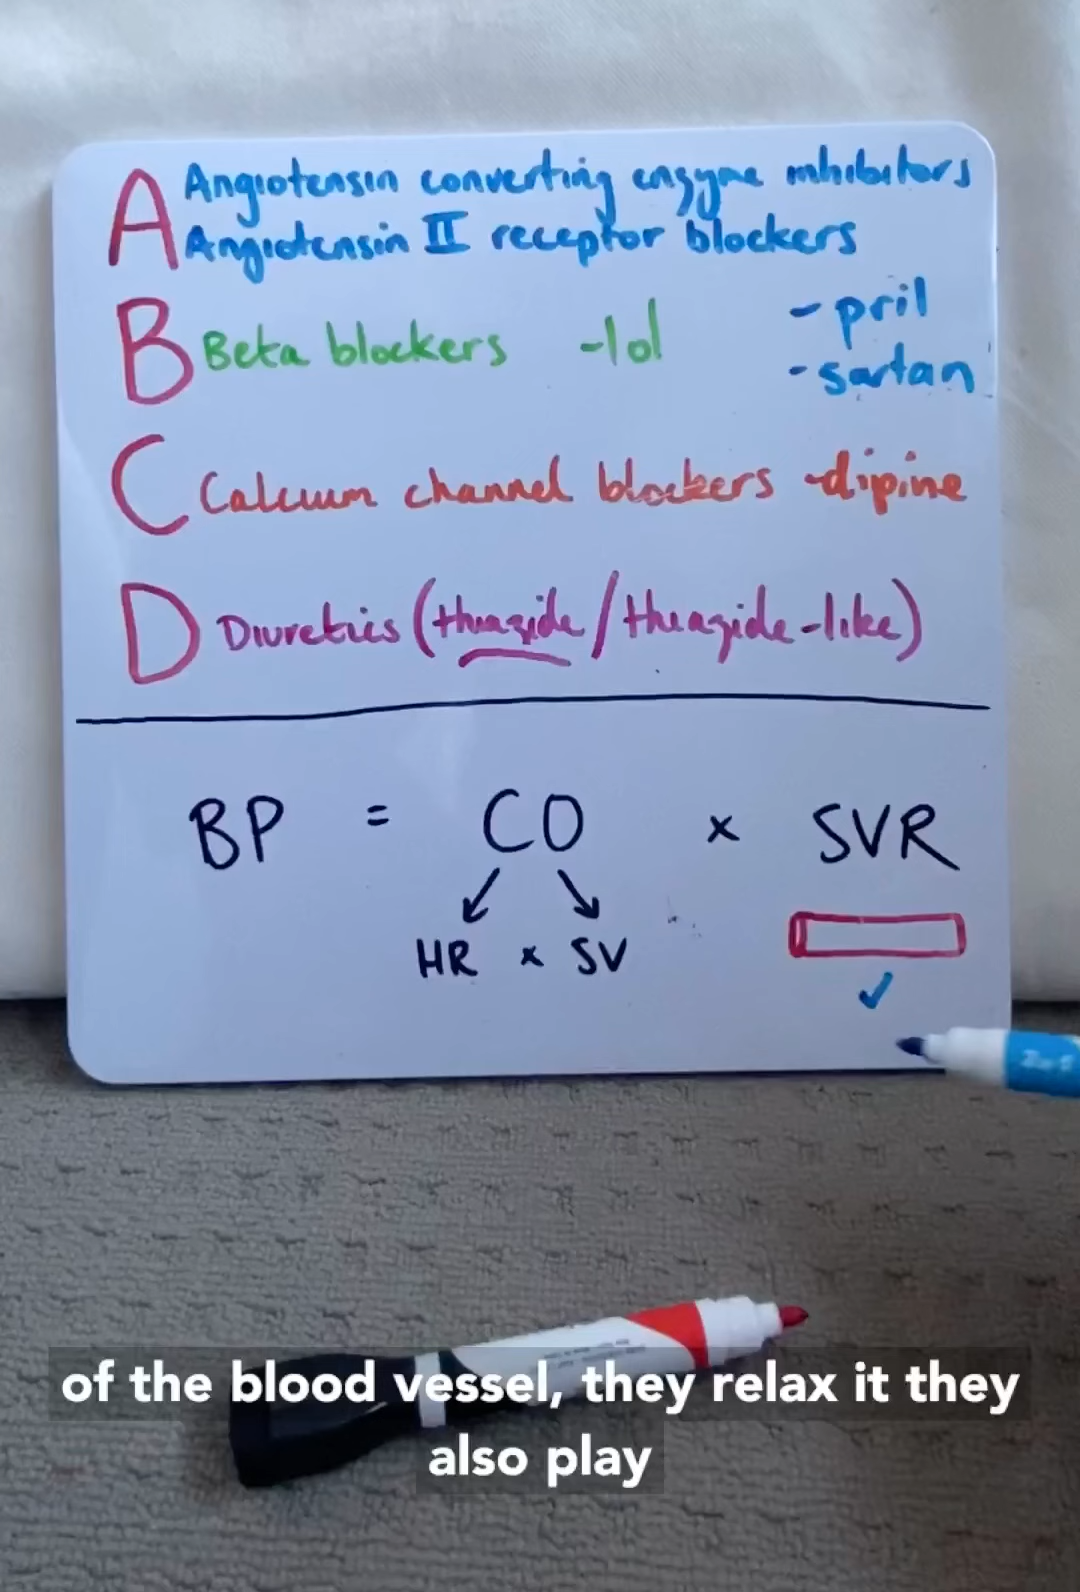 A Angiotensin converting enzyme inhibitors
Angiotensin II receptor blockers
- pril
B Beta blockers -lol
- sartan
C Calcium channel blockers -dipine
D Diuretics (thiazide / thiazide-like)
BP = CO x SVR
HR x SV
of the blood vessel, they relax it they
also play